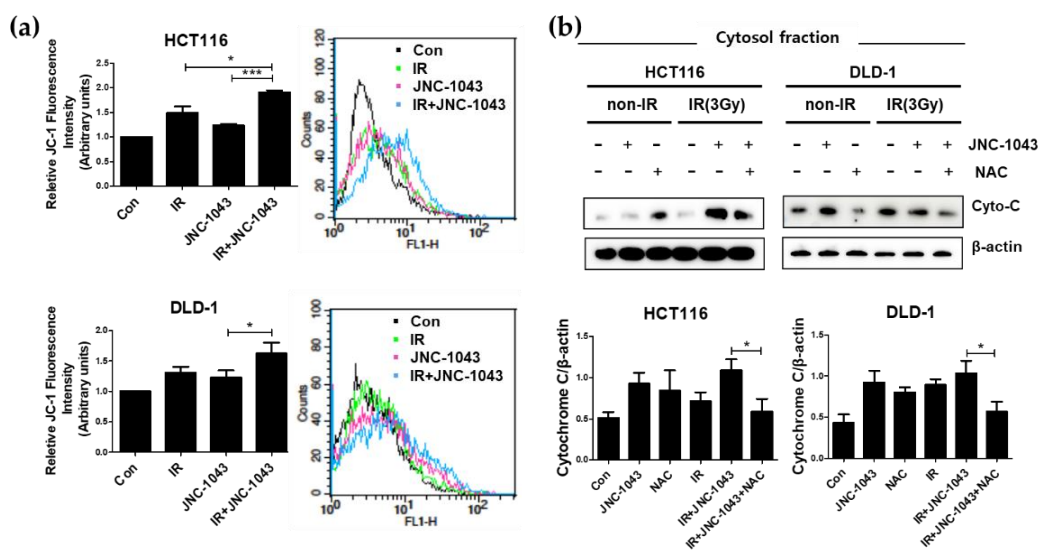 (a)
HCT116
Reletive JC-1 Fluorescence
Intensity
(Arbitrary units)
2.5
2.0
1.5
1.0
0.5
0.0
*
***
Con
IR
JNC-1043
IR+JNC-1043
Counts
120
100
80
60
40
20
0
Con
IR
JNC-1043
IR+JNC-1043
10⁰
10¹
10²
FL1-H
DLD-1
Reletive JC-1 Fluorescence
Intensity
(Arbitrary units)
2.0
1.5
1.0
0.5
0.0
*
Con
IR
JNC-1043
IR+JNC-1043
Counts
100
80
60
40
20
0
Con
IR
JNC-1043
IR+JNC-1043
10⁰
10¹
10²
FL1-H
(b)
Cytosol fraction
HCT116
DLD-1
non-IR
IR(3Gy)
non-IR
IR(3Gy)
- + - - + + - + - - + + JNC-1043
- - + - - + - - + - - + NAC
Cyto-C
β-actin
HCT116
Cytochrome C/β-actin
1.5
1.0
0.5
0.0
*
Con
JNC-1043
NAC
IR
IR+JNC-1043
IR+JNC-1043+NAC
DLD-1
Cytochrome C/β-actin
1.5
1.0
0.5
0.0
*
Con
JNC-1043
NAC
IR
IR+JNC-1043
IR+JNC-1043+NAC